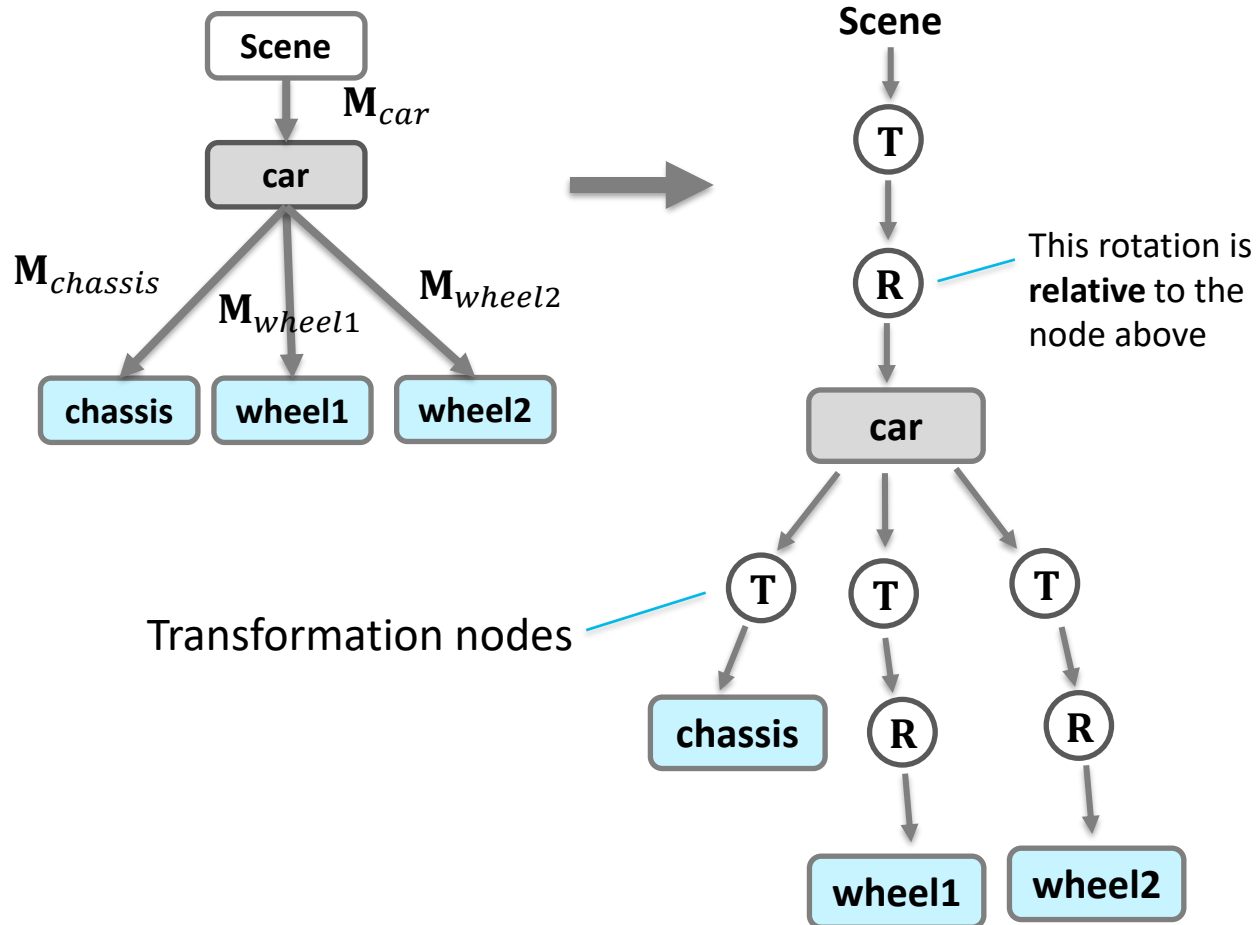 Scene
M_car
car
M_chassis
M_wheel1
M_wheel2
chassis
wheel1
wheel2
Scene
T
R
This rotation is
relative to the
node above
car
T
T
T
Transformation nodes
chassis
R
R
wheel1
wheel2